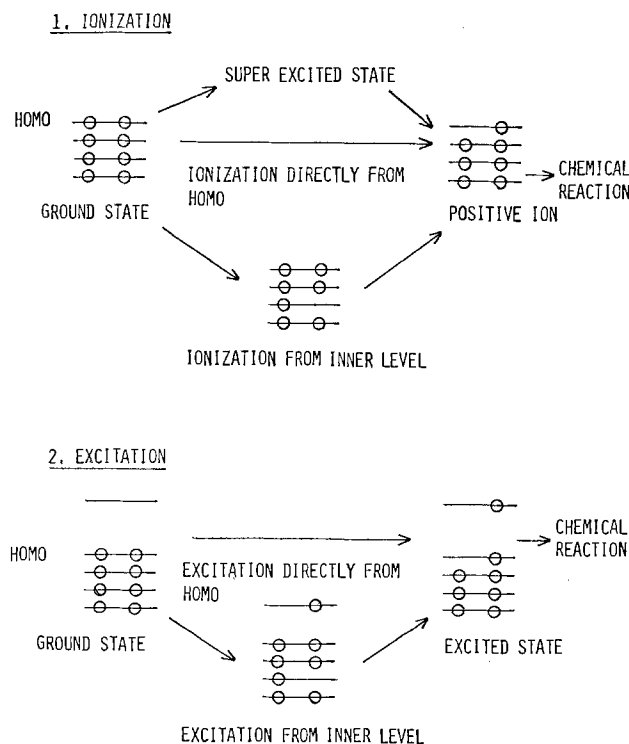 1. IONIZATION
SUPER EXCITED STATE
HOMO
IONIZATION DIRECTLY FROM
HOMO
CHEMICAL
REACTION
GROUND STATE
POSITIVE ION
IONIZATION FROM INNER LEVEL
2. EXCITATION
HOMO
EXCITATION DIRECTLY FROM
HOMO
CHEMICAL
REACTION
GROUND STATE
EXCITED STATE
EXCITATION FROM INNER LEVEL